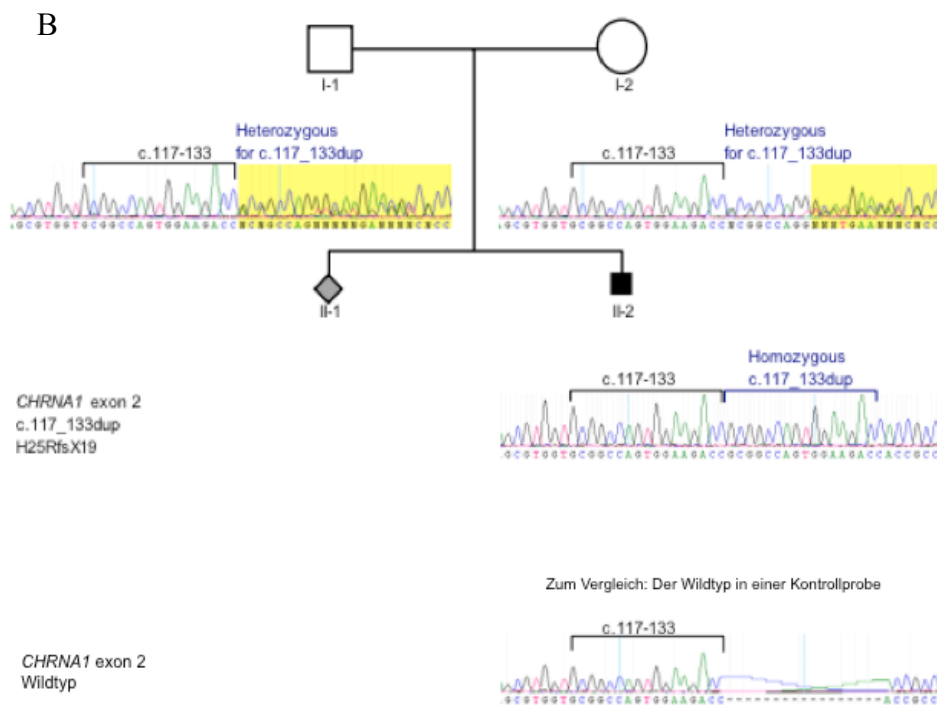 B
I-1
I-2
Heterozygous
for c.117_133dup
c.117-133
Heterozygous
for c.117_133dup
c.117-133
II-1
II-2
Homozygous
c.117_133dup
c.117-133
CHRNA1 exon 2
c.117_133dup
H25RfsX19
GCGTGGTGCGGCCAGTGGAAGACCGCGGCCAGTGGAAGACCACCGCC
Zum Vergleich: Der Wildtyp in einer Kontrollprobe
c.117-133
CHRNA1 exon 2
Wildtyp